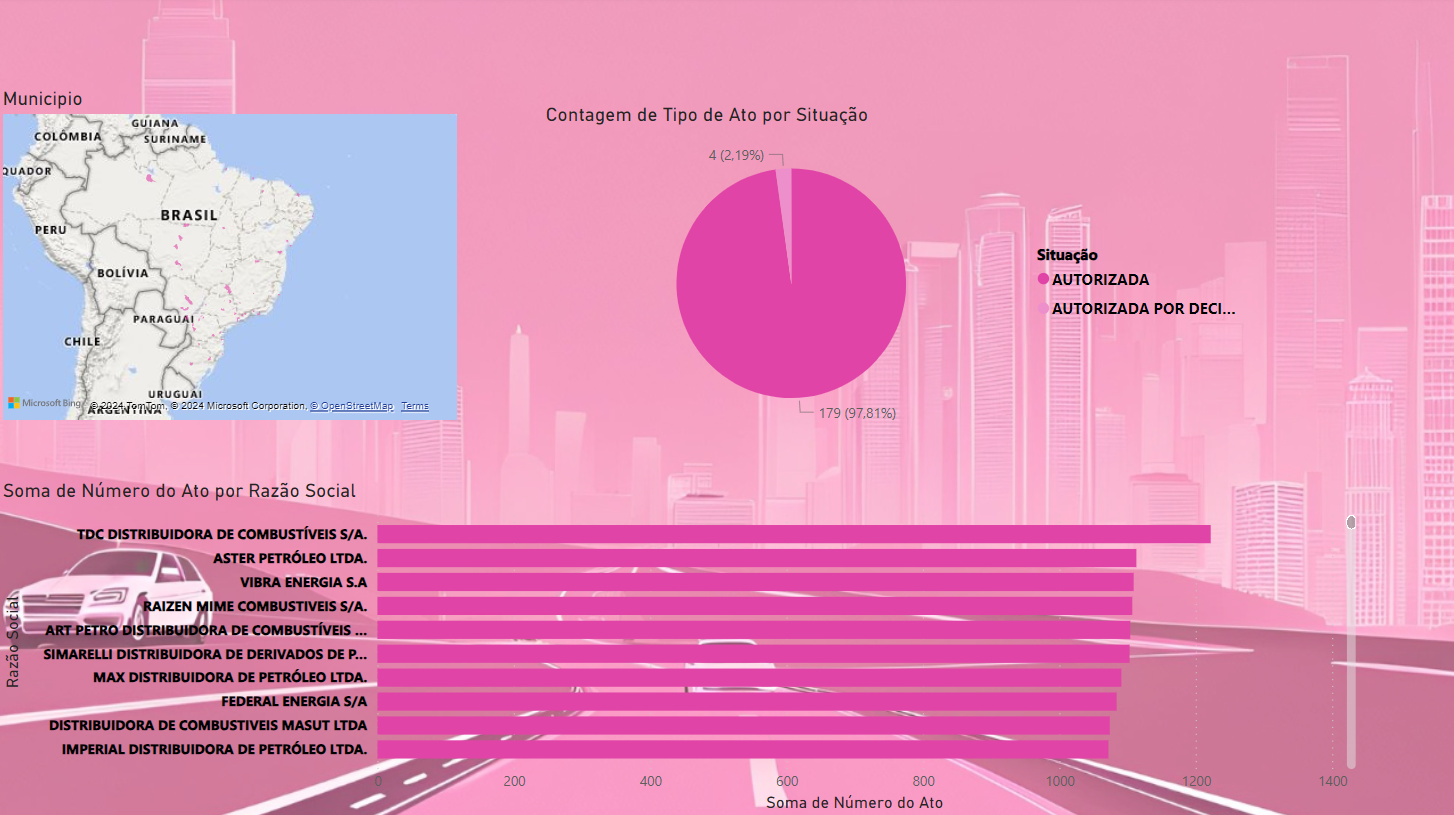 Municipio
GUIANA
COLÔMBIA
SURINAME
QUADOR
BRASIL
PERU
BOLÍVIA
PARAGUAI
CHILE
URUGUAI
ARGENTINA
Microsoft Bing
© 2024 TomTom, © 2024 Microsoft Corporation, © OpenStreetMap Terms
Contagem de Tipo de Ato por Situação
4 (2,19%)
179 (97,81%)
Situação
AUTORIZADA
AUTORIZADA POR DECI...
Soma de Número do Ato por Razão Social
Razão Social
TDC DISTRIBUIDORA DE COMBUSTÍVEIS S/A.
ASTER PETRÓLEO LTDA.
VIBRA ENERGIA S.A
RAIZEN MIME COMBUSTIVEIS S/A.
ART PETRO DISTRIBUIDORA DE COMBUSTÍVEIS ...
SIMARELLI DISTRIBUIDORA DE DERIVADOS DE P...
MAX DISTRIBUIDORA DE PETRÓLEO LTDA.
FEDERAL ENERGIA S/A
DISTRIBUIDORA DE COMBUSTIVEIS MASUT LTDA
IMPERIAL DISTRIBUIDORA DE PETRÓLEO LTDA.
0 200 400 600 800 1000 1200 1400
Soma de Número do Ato